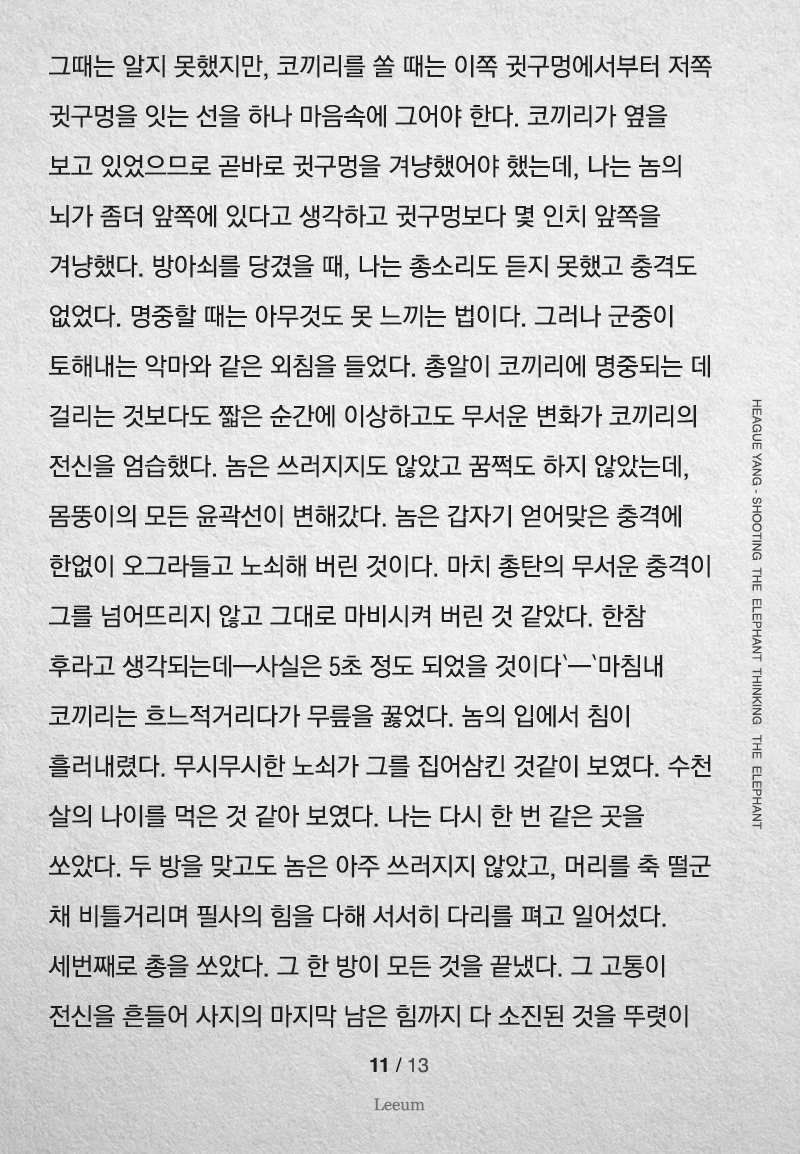 그때는 알지 못했지만, 코끼리를 쏠 때는 이쪽 귓구멍에서부터 저쪽
귓구멍을 잇는 선을 하나 마음속에 그어야 한다. 코끼리가 옆을
보고 있었으므로 곧바로 귓구멍을 겨냥했어야 했는데, 나는 놈의
뇌가 좀더 앞쪽에 있다고 생각하고 귓구멍보다 몇 인치 앞쪽을
겨냥했다. 방아쇠를 당겼을 때, 나는 총소리도 듣지 못했고 충격도
없었다. 명중할 때는 아무것도 못 느끼는 법이다. 그러나 군중이
토해내는 악마와 같은 외침을 들었다. 총알이 코끼리에 명중되는 데
걸리는 것보다도 짧은 순간에 이상하고도 무서운 변화가 코끼리의
전신을 엄습했다. 놈은 쓰러지지도 않았고 꿈쩍도 하지 않았는데,
몸뚱이의 모든 윤곽선이 변해갔다. 놈은 갑자기 얻어맞은 충격에
한없이 오그라들고 노쇠해 버린 것이다. 마치 총탄의 무서운 충격이
그를 넘어뜨리지 않고 그대로 마비시켜 버린 것 같았다. 한참
후라고 생각되는데—사실은 5초 정도 되었을 것이다‵—‵마침내
코끼리는 흐느적거리다가 무릎을 꿇었다. 놈의 입에서 침이
흘러내렸다. 무시무시한 노쇠가 그를 집어삼킨 것같이 보였다. 수천
살의 나이를 먹은 것 같아 보였다. 나는 다시 한 번 같은 곳을
쏘았다. 두 방을 맞고도 놈은 아주 쓰러지지 않았고, 머리를 축 떨군
채 비틀거리며 필사의 힘을 다해 서서히 다리를 펴고 일어섰다.
세번째로 총을 쏘았다. 그 한 방이 모든 것을 끝냈다. 그 고통이
전신을 흔들어 사지의 마지막 남은 힘까지 다 소진된 것을 뚜렷이
HEAGUE YANG - SHOOTING THE ELEPHANT THINKING THE ELEPHANT
11 / 13
Leeum